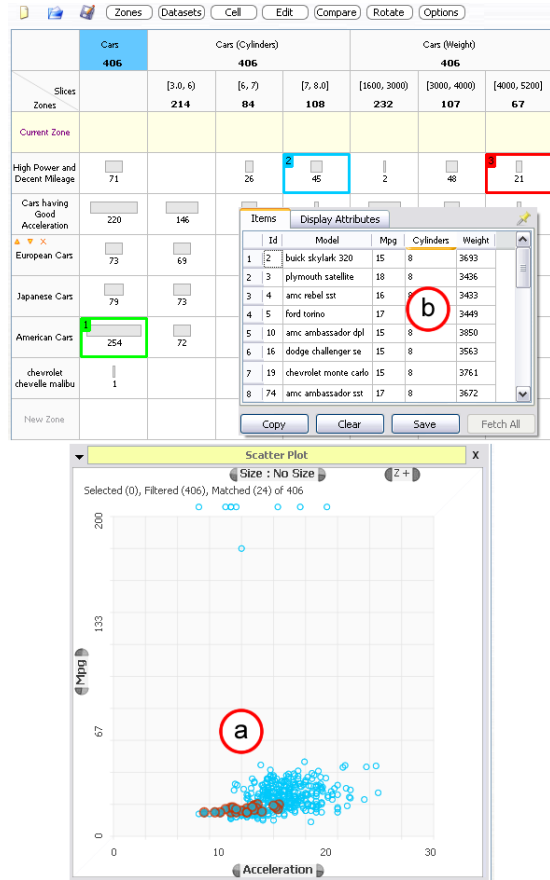 Zones Datasets Cell Edit Compare Rotate Options
Cars Cars (Cylinders) Cars (Weight)
406 406 406
Slices
Zones
[3.0, 6) [6, 7) [7, 8.0] [1600, 3000) [3000, 4000) [4000, 5200]
214 84 108 232 107 67
Current Zone
High Power and
Decent Mileage
2 3
71 26 45 2 48 21
Cars having
Good
Acceleration
220 146
European Cars
73 69
Japanese Cars
79 73
1
American Cars
254 72
chevrolet
chevelle malibu
1
New Zone
Items Display Attributes
Id Model Mpg Cylinders Weight
1 2 buick skylark 320 15 8 3693
2 3 plymouth satellite 18 8 3436
3 4 amc rebel sst 16 8 3433
4 5 ford torino 17 8 3449
5 10 amc ambassador dpl 15 8 3850
6 16 dodge challenger se 15 8 3563
7 19 chevrolet monte carlo 15 8 3761
8 74 amc ambassador sst 17 8 3672
b
Copy Clear Save Fetch All
Scatter Plot X
Size : No Size Z +
Selected (0), Filtered (406), Matched (24) of 406
200
133
Mpg
67
a
0
0 10 20 30
Acceleration